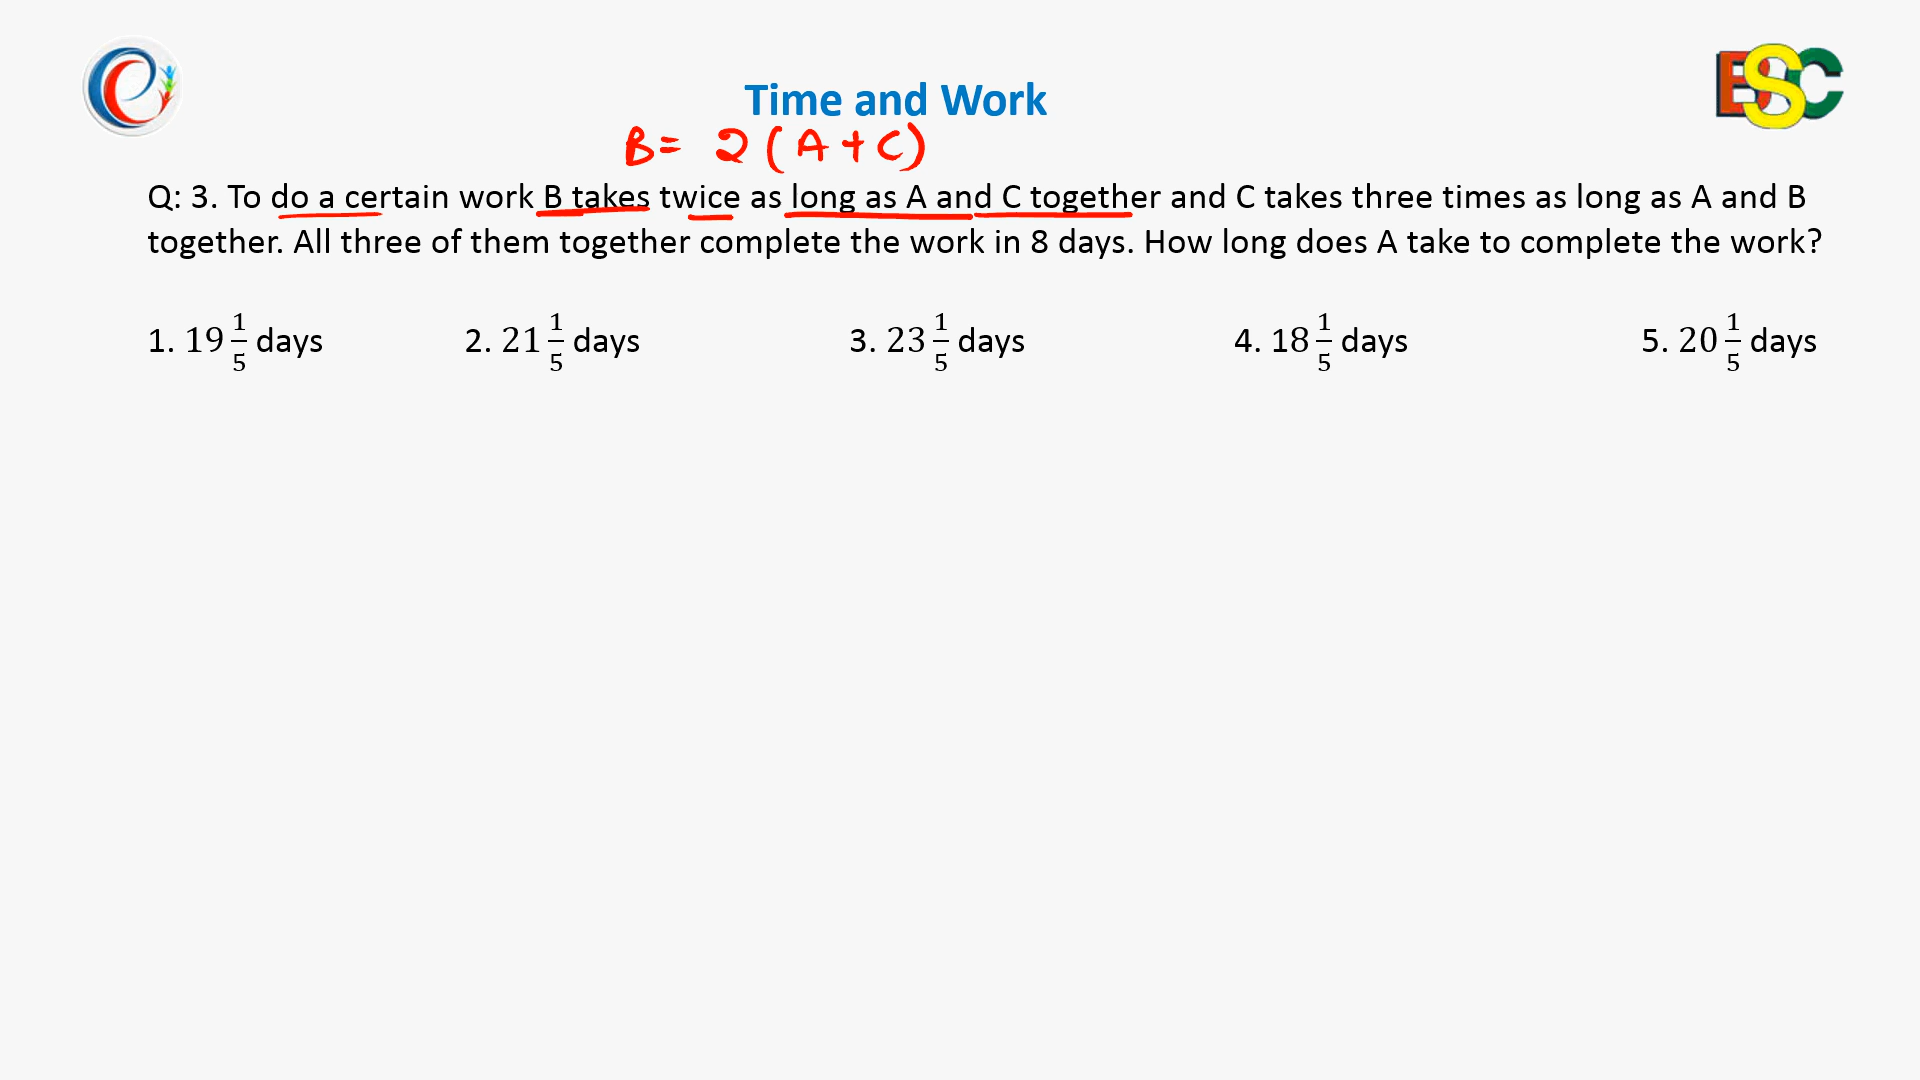 BSC
Time and Work
B= 2(A+C)
Q: 3. To do a certain work B takes twice as long as A and C together and C takes three times as long as A and B
together. All three of them together complete the work in 8 days. How long does A take to complete the work?
1. 19 1/5 days 2. 21 1/5 days 3. 23 1/5 days 4. 18 1/5 days 5. 20 1/5 days